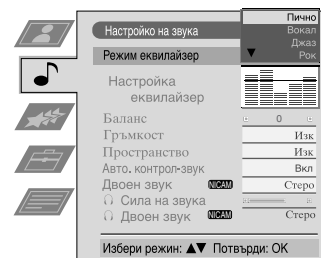 Настройко на звука
Пично
Вокал
Джаз
Рок
Режим еквилайзер
Настройка
еквилайзер
Баланс 0
Гръмкост Изк
Пространство Изк
Авто. контрол-звук Вкл
Двоен звук NICAM Стеро
Сила на звука
Двоен звук NICAM Стеро
Избери режин: ▲▼ Потвърди: OK